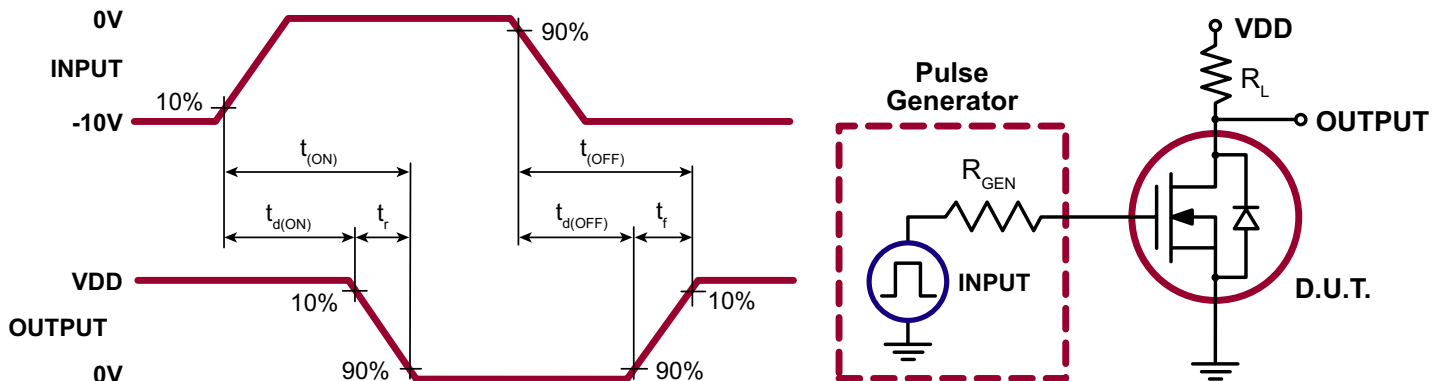 0V
INPUT
-10V
10%
90%
t(ON)
t(OFF)
td(ON)
tr
td(OFF)
tf
VDD
OUTPUT
0V
10%
90%
10%
90%
Pulse
Generator
RGEN
INPUT
VDD
RL
OUTPUT
D.U.T.